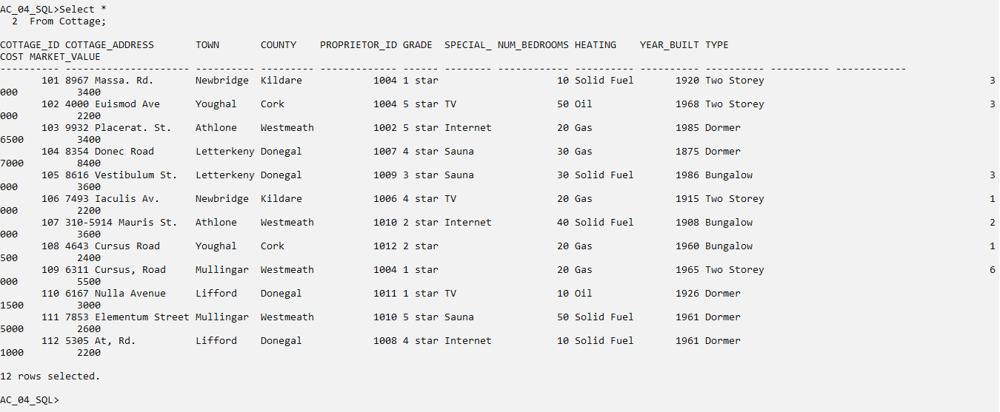 AC_04_SQL>Select *
  2  From Cottage;

COTTAGE_ID COTTAGE_ADDRESS       TOWN       COUNTY    PROPRIETOR_ID GRADE  SPECIAL_ NUM_BEDROOMS HEATING    YEAR_BUILT TYPE
COST MARKET_VALUE
---------- --------------------- ---------- --------- ------------- ------ -------- ------------ ---------- ---------- ---------- ---------- ------------
       101 8967 Massa. Rd.       Newbridge  Kildare            1004 1 star                    10 Solid Fuel       1920 Two Storey                                      3
000         3400
       102 4000 Euismod Ave      Youghal    Cork               1004 5 star TV                 50 Oil              1968 Two Storey                                      3
000         2200
       103 9932 Placerat. St.    Athlone    Westmeath          1002 5 star Internet           20 Gas              1985 Dormer
6500         3400
       104 8354 Donec Road       Letterkeny Donegal            1007 4 star Sauna              30 Gas              1875 Dormer
7000         8400
       105 8616 Vestibulum St.   Letterkeny Donegal            1009 3 star Sauna              30 Solid Fuel       1986 Bungalow                                        3
000         3600
       106 7493 Iaculis Av.      Newbridge  Kildare            1006 4 star TV                 20 Gas              1915 Two Storey                                      1
000         2200
       107 310-5914 Mauris St.   Athlone    Westmeath          1010 2 star Internet           40 Solid Fuel       1908 Bungalow                                        2
000         3600
       108 4643 Cursus Road      Youghal    Cork               1012 2 star                    20 Gas              1960 Bungalow                                        1
500         2400
       109 6311 Cursus, Road     Mullingar  Westmeath          1004 1 star                    20 Gas              1965 Two Storey                                      6
000         5500
       110 6167 Nulla Avenue     Lifford    Donegal            1011 1 star TV                 10 Oil              1926 Dormer
1500         3000
       111 7853 Elementum Street Mullingar  Westmeath          1010 5 star Sauna              50 Solid Fuel       1961 Dormer
5000         2600
       112 5305 At, Rd.          Lifford    Donegal            1008 4 star Internet           10 Solid Fuel       1961 Dormer
1000         2200

12 rows selected.

AC_04_SQL>